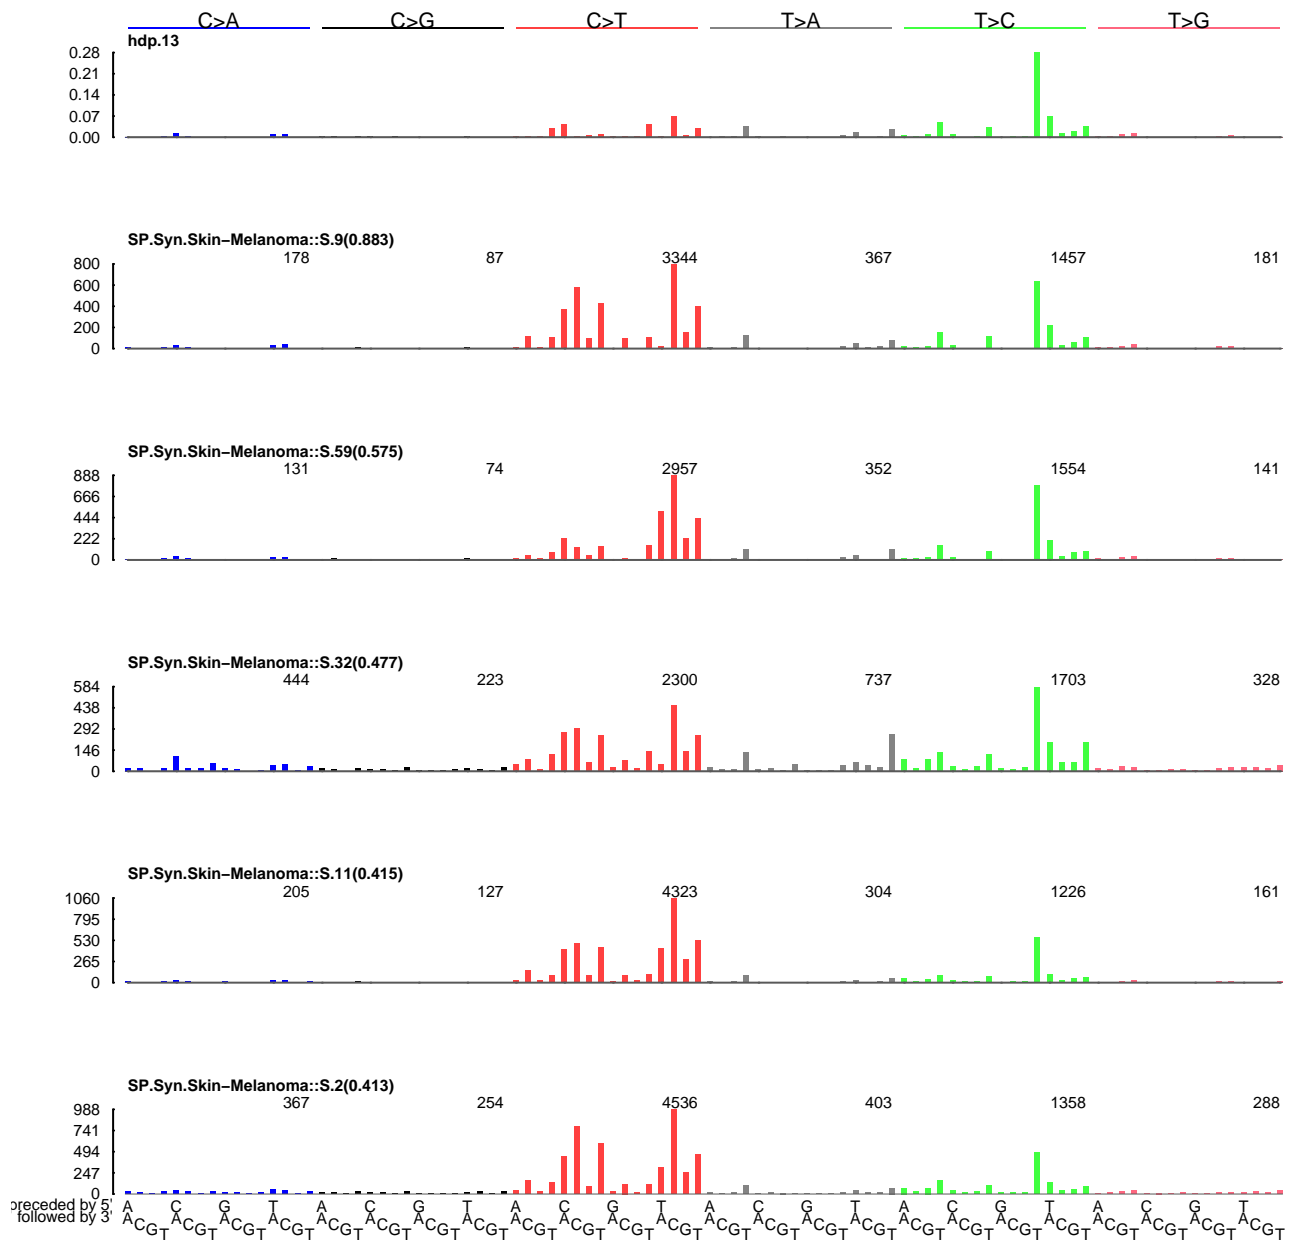 C>A C>G C>T T>A T>C T>G
hdp.13
0.28
0.21
0.14
0.07
0.00
SP.Syn.Skin−Melanoma::S.9(0.883)
178 87 3344 367 1457 181
800
600
400
200
0
SP.Syn.Skin−Melanoma::S.59(0.575)
131 74 2957 352 1554 141
888
666
444
222
0
SP.Syn.Skin−Melanoma::S.32(0.477)
444 223 2300 737 1703 328
584
438
292
146
0
SP.Syn.Skin−Melanoma::S.11(0.415)
205 127 4323 304 1226 161
1060
795
530
265
0
SP.Syn.Skin−Melanoma::S.2(0.413)
367 254 4536 403 1358 288
988
741
494
247
0
preceded by 5' A C G T A C G T A C G T A C G T A C G T A C G T
followed by 3' A C G T A C G T A C G T A C G T A C G T A C G T A C G T A C G T A C G T A C G T A C G T A C G T A C G T A C G T A C G T A C G T A C G T A C G T A C G T A C G T A C G T A C G T A C G T A C G T